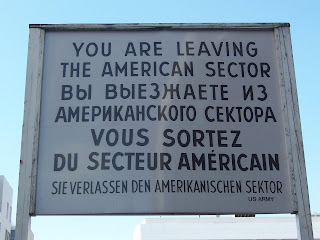 YOU ARE LEAVING
THE AMERICAN SECTOR
ВЫ ВЫЕЗЖАЕТЕ ИЗ
АМЕРИКАНСКОГО СЕКТОРА
VOUS SORTEZ
DU SECTEUR AMÉRICAIN
SIE VERLASSEN DEN AMERIKANISCHEN SEKTOR
US ARMY